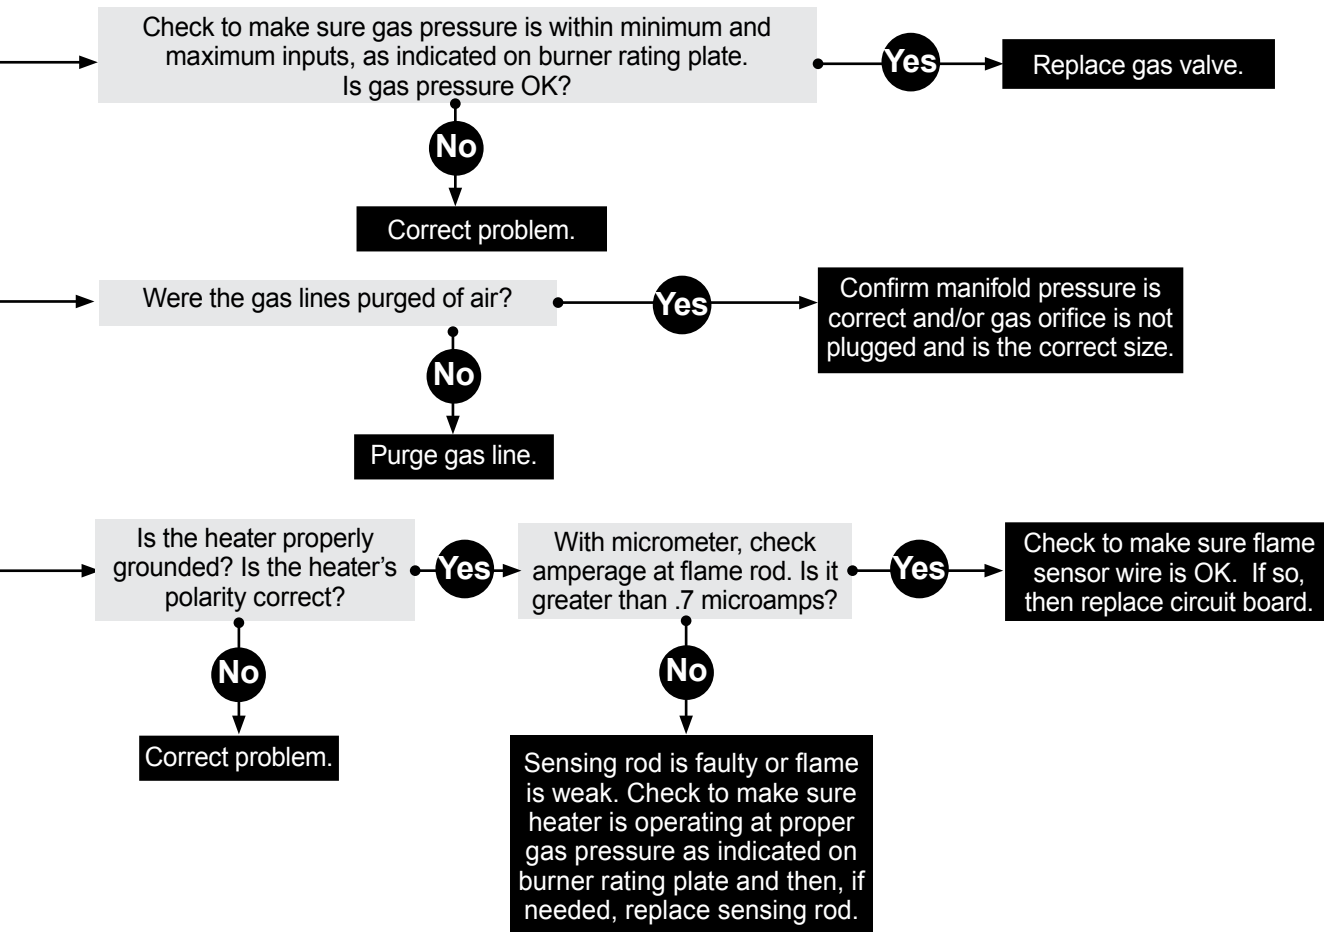 Check to make sure gas pressure is within minimum and
maximum inputs, as indicated on burner rating plate.
Is gas pressure OK?
Yes
Replace gas valve.
No
Correct problem.
Were the gas lines purged of air?
Yes
Confirm manifold pressure is
correct and/or gas orifice is not
plugged and is the correct size.
No
Purge gas line.
Is the heater properly
grounded? Is the heater’s
polarity correct?
Yes
With micrometer, check
amperage at flame rod. Is it
greater than .7 microamps?
Yes
Check to make sure flame
sensor wire is OK.  If so,
then replace circuit board.
No
Correct problem.
No
Sensing rod is faulty or flame
is weak. Check to make sure
heater is operating at proper
gas pressure as indicated on
burner rating plate and then, if
needed, replace sensing rod.